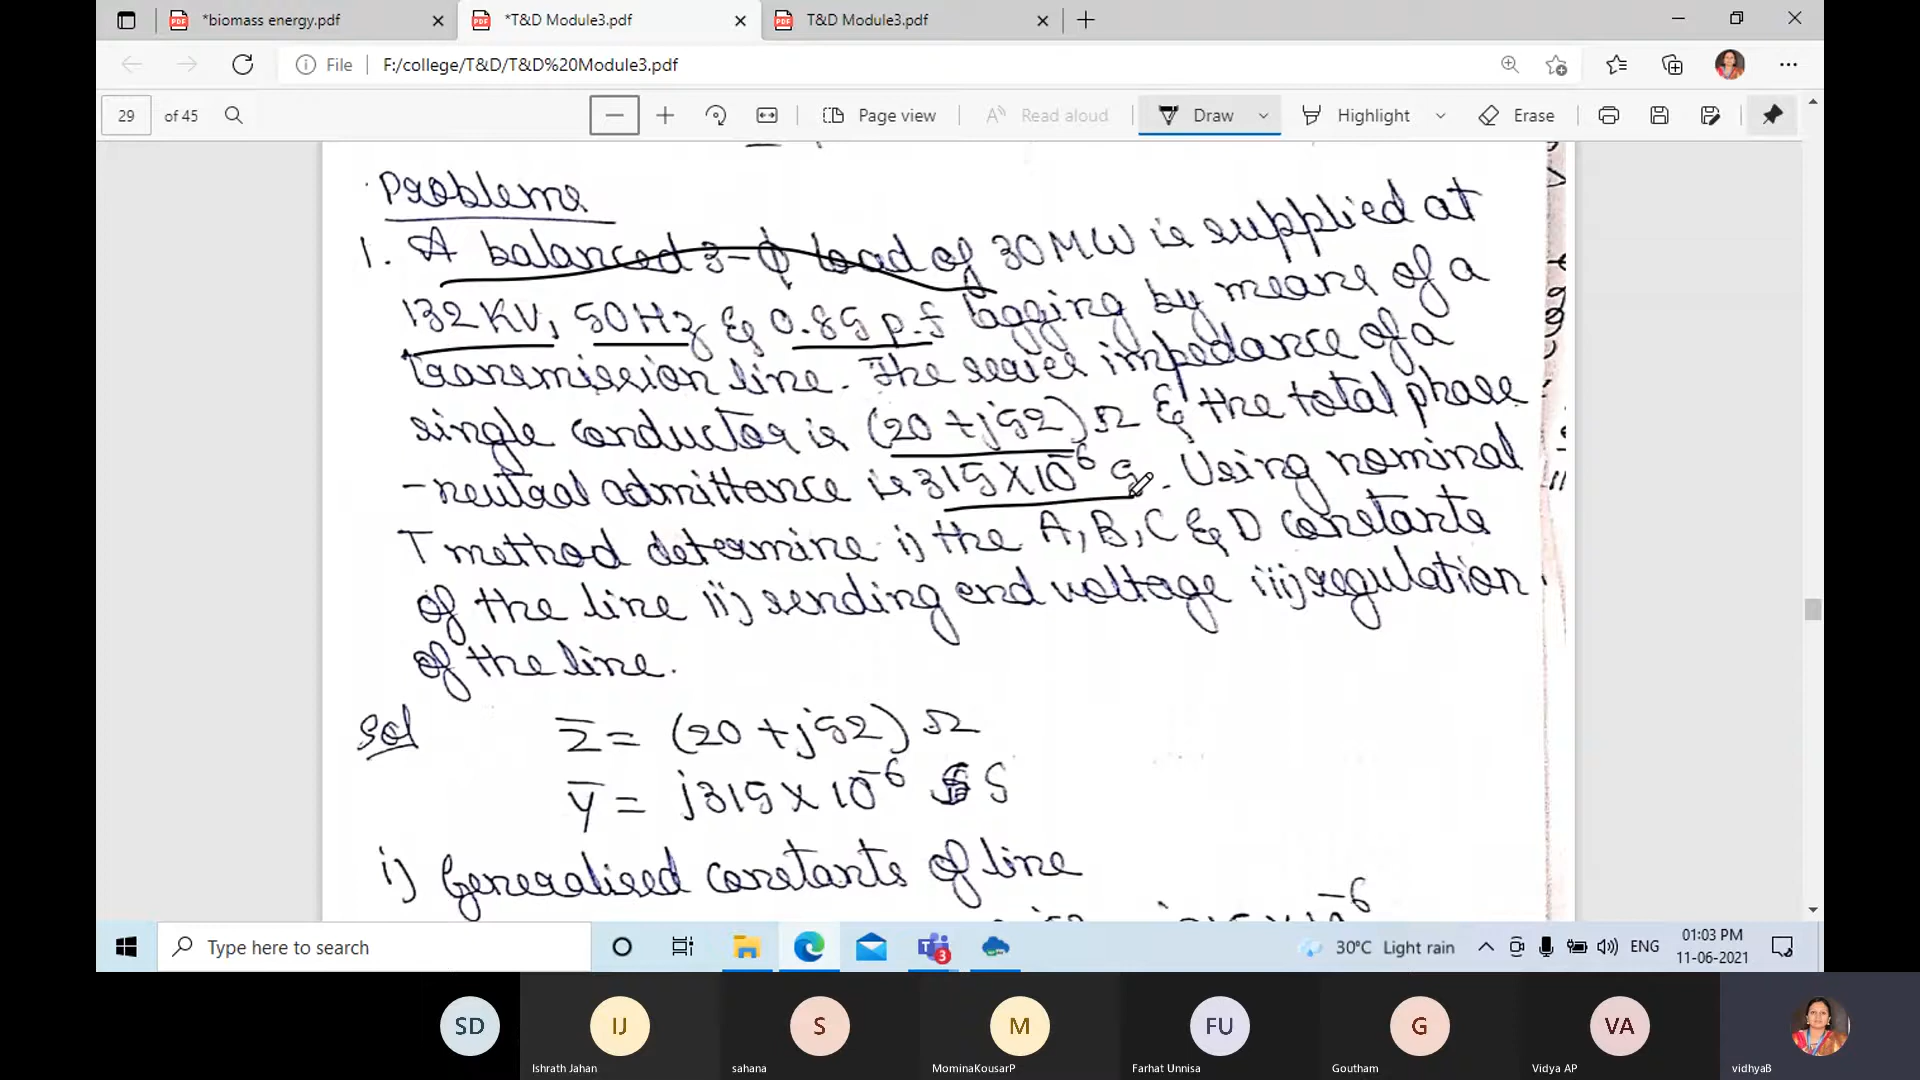 *biomass energy.pdf
*T&D Module3.pdf
T&D Module3.pdf
File
F:/college/T&D/T&D%20Module3.pdf
29 of 45
Page view
Read aloud
Draw
Highlight
Erase
Problems
1. A balanced 3-ϕ load of 30MW is supplied at
132KV, 50Hz & 0.85 p.f lagging by means of a
transmission line. The series impedance of a
single conductor is (20 + j52) Ω & the total phase
-neutral admittance is 315 X 10⁻⁶ S. Using nominal
T method determine i) the A, B, C & D constants
of the line ii) sending end voltage iii) regulation
of the line.
Sol
Z̅ = (20 + j52) Ω
Y̅ = j315 X 10⁻⁶ S
i) Generalised constants of line
Type here to search
3
30°C Light rain
ENG
01:03 PM
11-06-2021
SD
IJ
S
M
FU
G
VA
Ishrath Jahan
sahana
MominaKousarP
Farhat Unnisa
Goutham
Vidya AP
vidhyaB